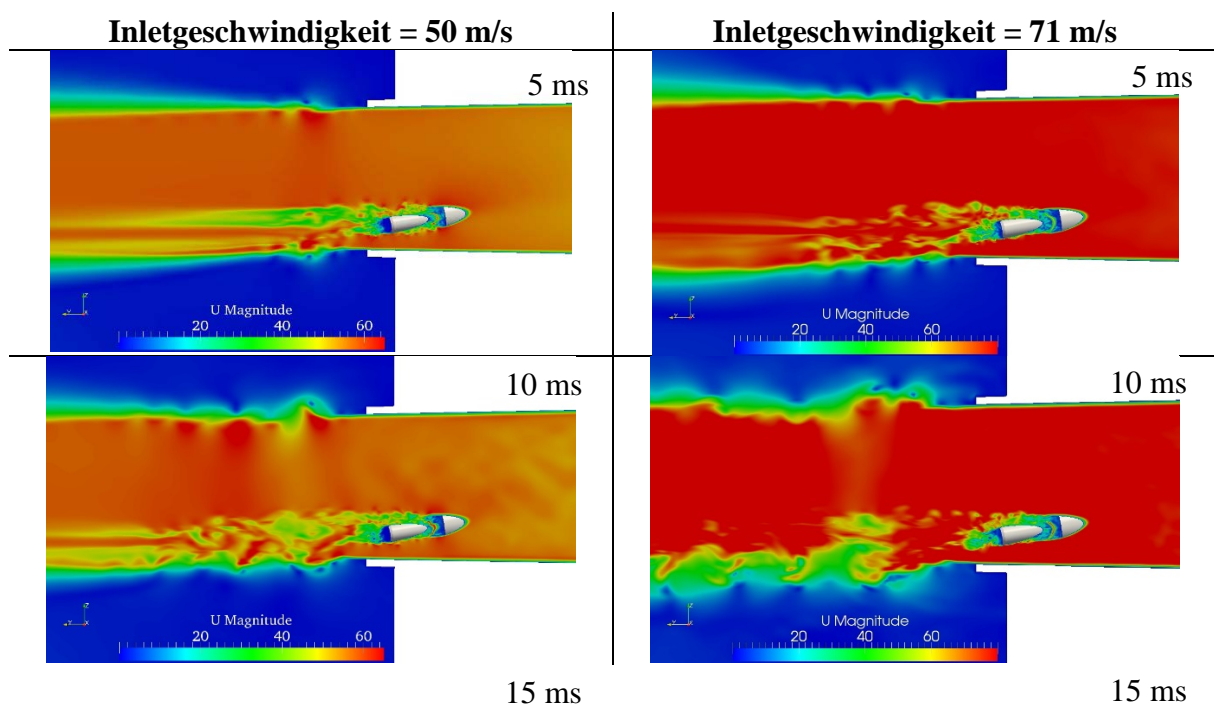 Inletgeschwindigkeit = 50 m/s
Inletgeschwindigkeit = 71 m/s
5 ms
5 ms
U Magnitude
20 40 60
U Magnitude
20 40 60
10 ms
10 ms
U Magnitude
20 40 60
U Magnitude
20 40 60
15 ms
15 ms